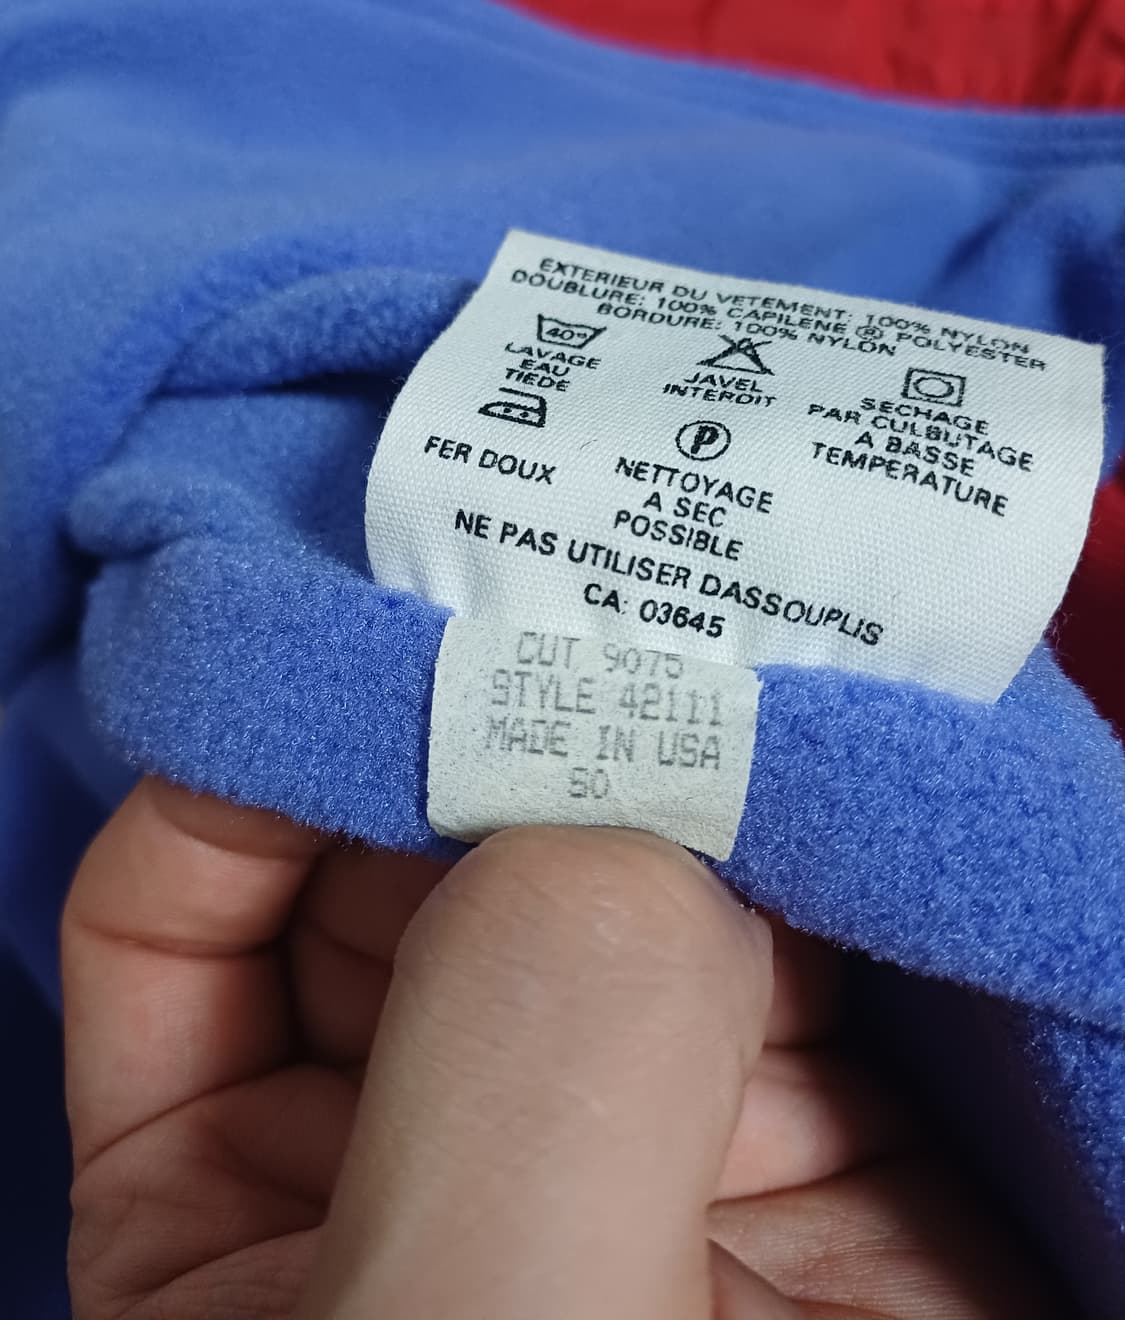 EXTERIEUR DU VETEMENT: 100% NYLON
DOUBLURE: 100% CAPILENE ® POLYESTER
BORDURE: 100% NYLON
40°
LAVAGE
EAU
TIEDE
JAVEL
INTERDIT
SECHAGE
PAR CULBUTAGE
A BASSE
TEMPERATURE
FER DOUX
P
NETTOYAGE
A SEC
POSSIBLE
NE PAS UTILISER DASSOUPLIS
CA: 03645
CUT 9075
STYLE 42111
MADE IN USA